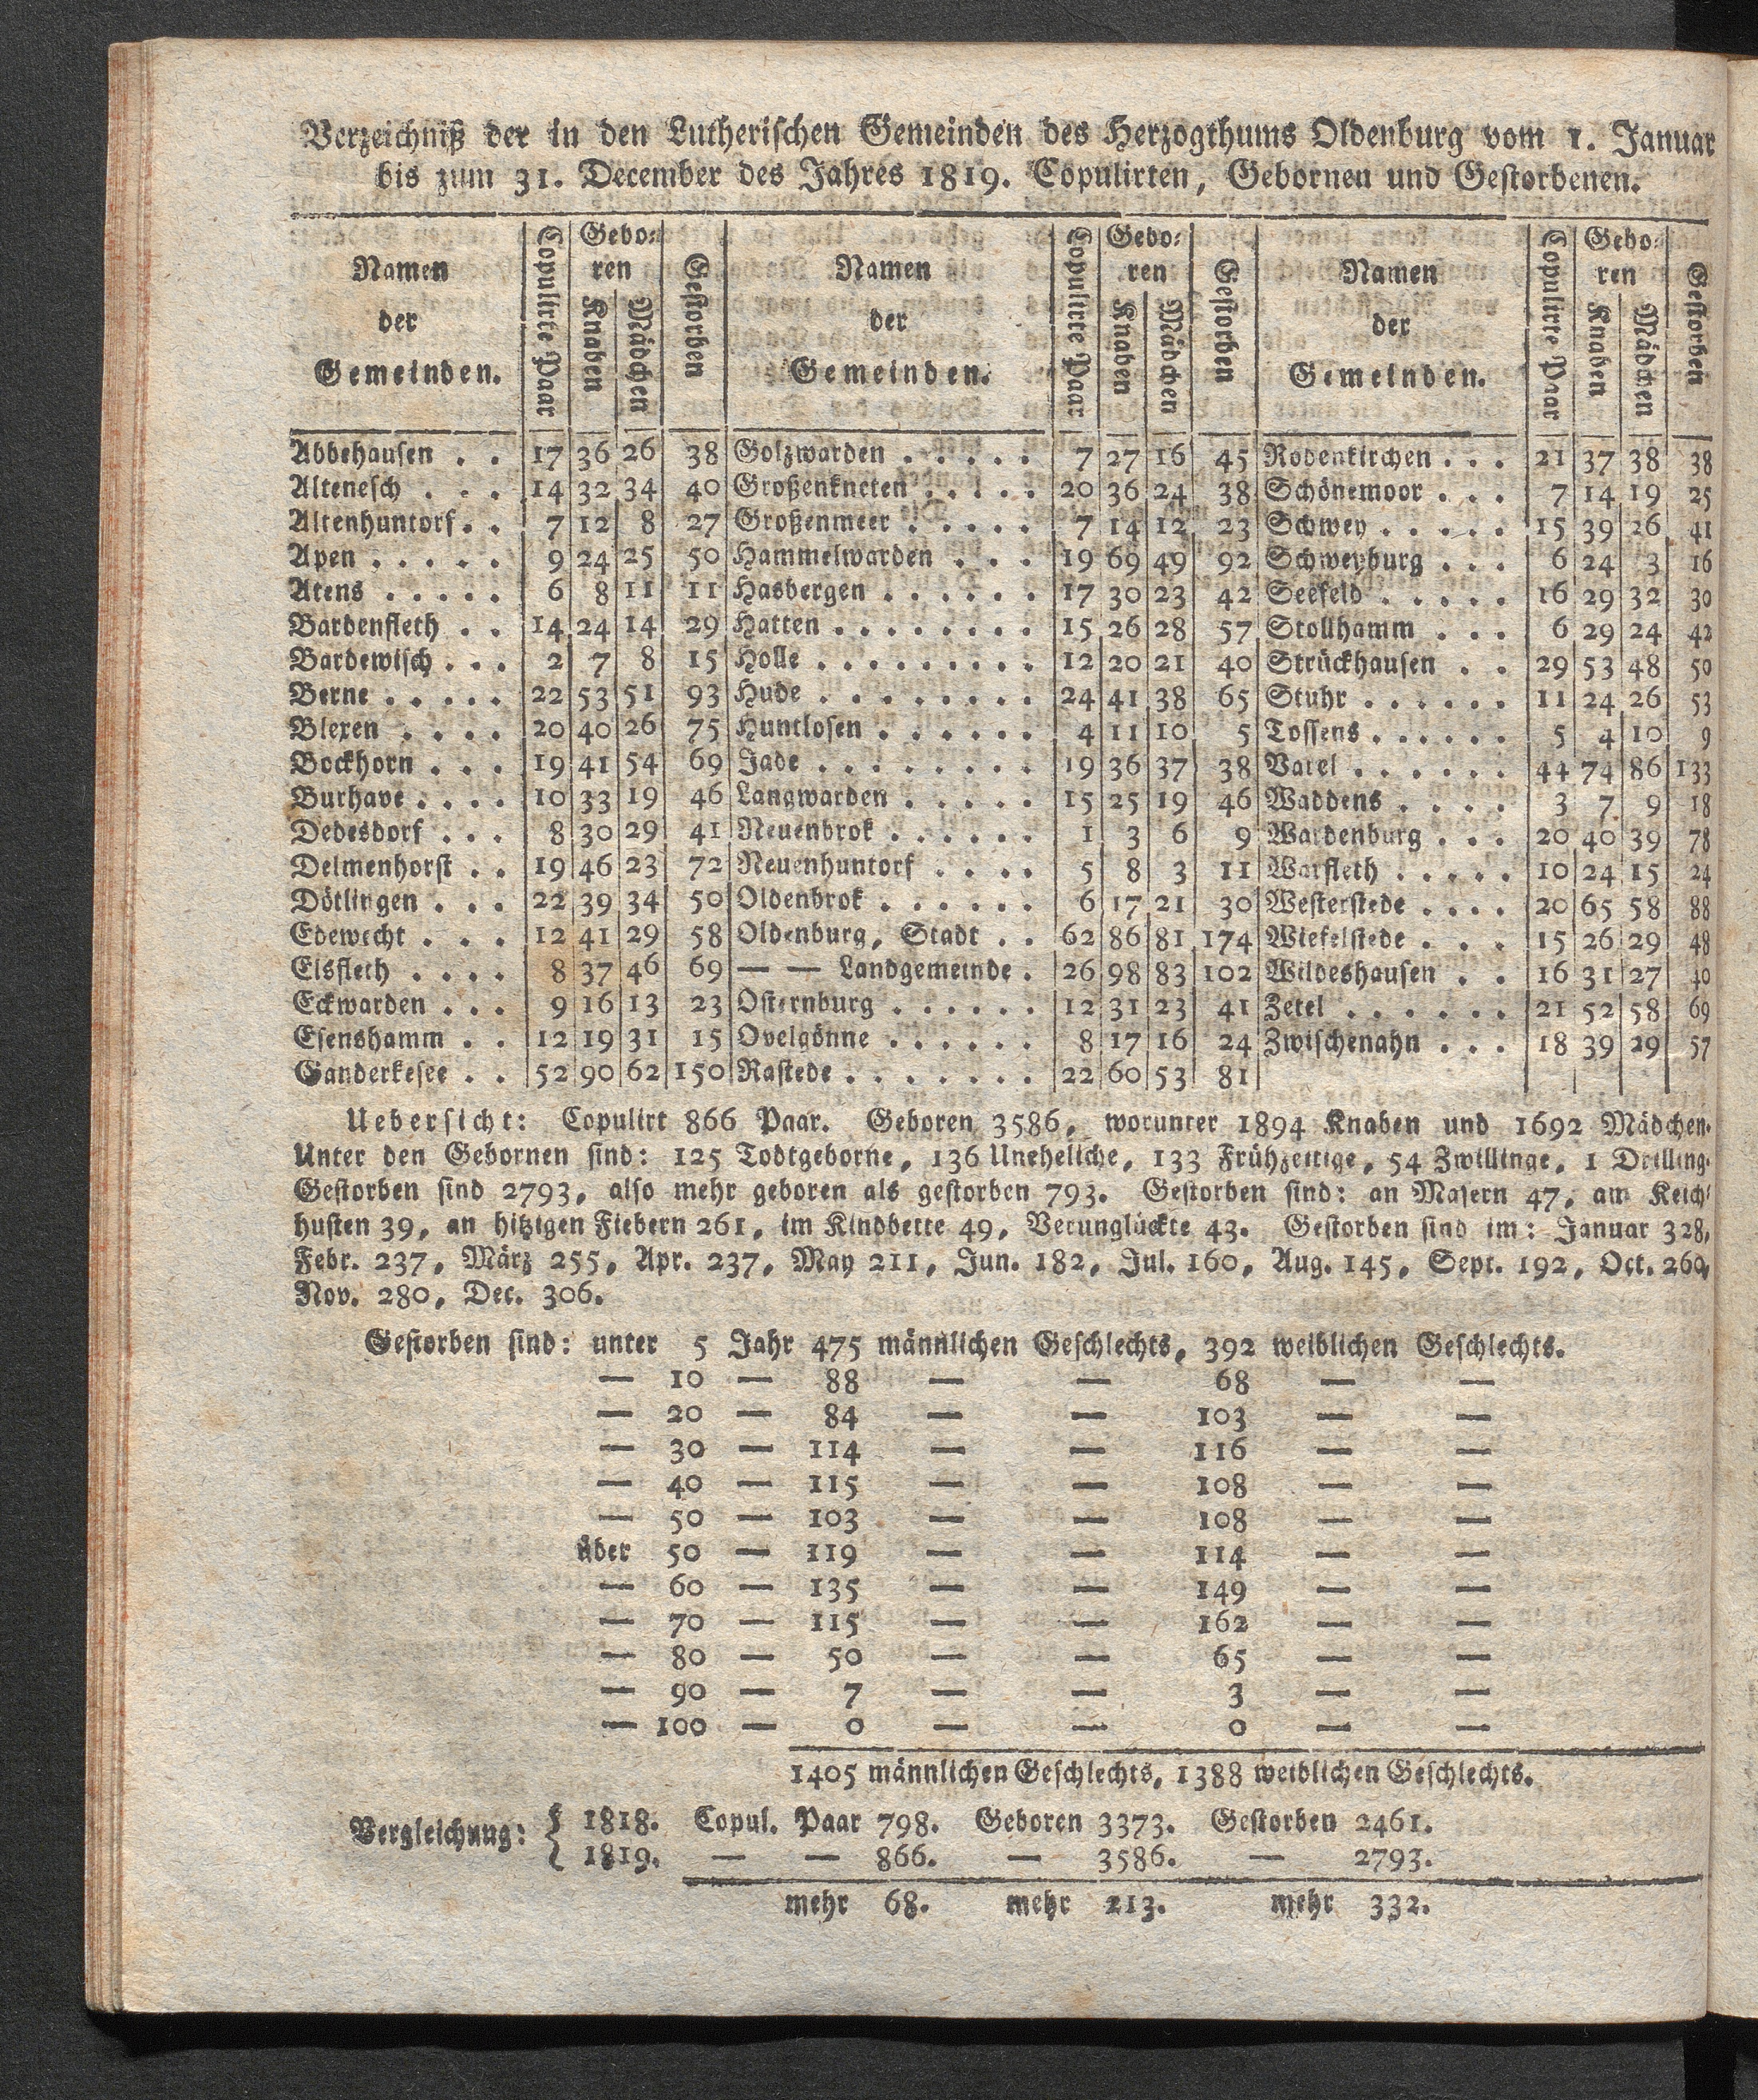 Verzeichniß der in den Lutherischen Gemeinden des Herzogthums Oldenburg vom 1. Januar
bis zum 31. December des Jahres 1819. Copulirten, Gebornen und Gestorbenen.
Namen der Gemeinden. Copulirte Paar Gebo- ren Knaben Mädchen Gestorben Namen der Gemeinden. Copulirte Paar Gebo- ren Knaben Mädchen Gestorben Namen der Gemeinden. Copulirte Paar Gebo- ren Knaben Mädchen Gestorben
Abbehausen . . 17 36 26 38 Golzwarden . . . . . 7 27 16 45 Rodenkirchen . . . 21 37 38 38
Altenesch . . . 14 32 34 40 Großenkneten . . . . . 20 36 24 38 Schönemoor . . . 7 14 19 25
Altenhuntorf . . 7 12 8 27 Großenmeer . . . . . 7 14 12 23 Schwey . . . . . 15 39 26 41
Apen . . . . . 9 24 25 50 Hammelwarden . . . 19 69 49 92 Schweyburg . . . 6 24 3 16
Atens . . . . . 6 8 11 11 Hasbergen . . . . . . 17 30 23 42 Seefeld . . . . . 16 29 32 30
Bardenfleth . . 14 24 14 29 Hatten . . . . . . . . 15 26 28 57 Stollhamm . . . 6 29 24 42
Bardewisch . . . 2 7 8 15 Holle . . . . . . . . . 12 20 21 40 Strückhausen . . 29 53 48 50
Berne . . . . . 22 53 51 93 Hude . . . . . . . . 24 41 38 65 Stuhr . . . . . . 11 24 26 53
Blexen . . . . 20 40 26 75 Huntlosen . . . . . . 4 11 10 5 Tossens . . . . . . 5 4 10 9
Bockhorn . . . 19 41 54 69 Jade . . . . . . . . . 19 36 37 38 Varel . . . . . . 44 74 86 133
Burhave . . . . 10 33 19 46 Langwarden . . . . . 15 25 19 46 Waddens . . . . 3 7 9 18
Dedesdorf . . . 8 30 29 41 Neuenbrok . . . . . . 1 3 6 9 Wardenburg . . . 20 40 39 78
Delmenhorst . . 19 46 23 72 Neuenhuntorf . . . . 5 8 3 11 Warfleth . . . . . 10 24 15 24
Dötlingen . . . 22 39 34 50 Oldenbrok . . . . . . 6 17 21 30 Westerstede . . . . 20 65 58 88
Edewecht . . . 12 41 29 58 Oldenburg, Stadt . . 62 86 81 174 Wiefelstede . . . 15 26 29 48
Elsfleth . . . . 8 37 46 69 — — Landgemeinde . 26 98 83 102 Wildeshausen . . 16 31 27 40
Eckwarden . . . 9 16 13 23 Osternburg . . . . . . 12 31 23 41 Zetel . . . . . . 21 52 58 69
Esenshamm . . 12 19 31 15 Ovelgönne . . . . . . 8 17 16 24 Zwischenahn . . . 18 39 29 57
Ganderkesee . . 52 90 62 150 Rastede . . . . . . . 22 60 53 81
Uebersicht: Copulirt 866 Paar. Geboren 3586, worunter 1894 Knaben und 1692 Mädchen.
Unter den Gebornen sind: 125 Todtgeborne, 136 Uneheliche, 133 Frühzeitige, 54 Zwillinge, 1 Drilling.
Gestorben sind 2793, also mehr geboren als gestorben 793. Gestorben sind: an Masern 47, am Keich-
husten 39, an hitzigen Fiebern 261, im Kindbette 49, Verunglückte 43. Gestorben sind im: Januar 328,
Febr. 237, März 255, Apr. 237, May 211, Jun. 182, Jul. 160, Aug. 145, Sept. 192, Oct. 260,
Nov. 280, Dec. 306.
Gestorben sind: unter 5 Jahr 475 männlichen Geschlechts, 392 weiblichen Geschlechts.
— 10 — 88 — — 68 — —
— 20 — 84 — — 103 — —
— 30 — 114 — — 116 — —
— 40 — 115 — — 108 — —
— 50 — 103 — — 108 — —
über 50 — 119 — — 114 — —
— 60 — 135 — — 149 — —
— 70 — 115 — — 162 — —
— 80 — 50 — — 65 — —
— 90 — 7 — — 3 — —
— 100 — 0 — — 0 — —
1405 männlichen Geschlechts, 1388 weiblichen Geschlechts.
Vergleichung: { 1818. Copul. Paar 798. Geboren 3373. Gestorben 2461.
{ 1819. — — 866. — 3586. — 2793.
mehr 68. mehr 213. mehr 332.